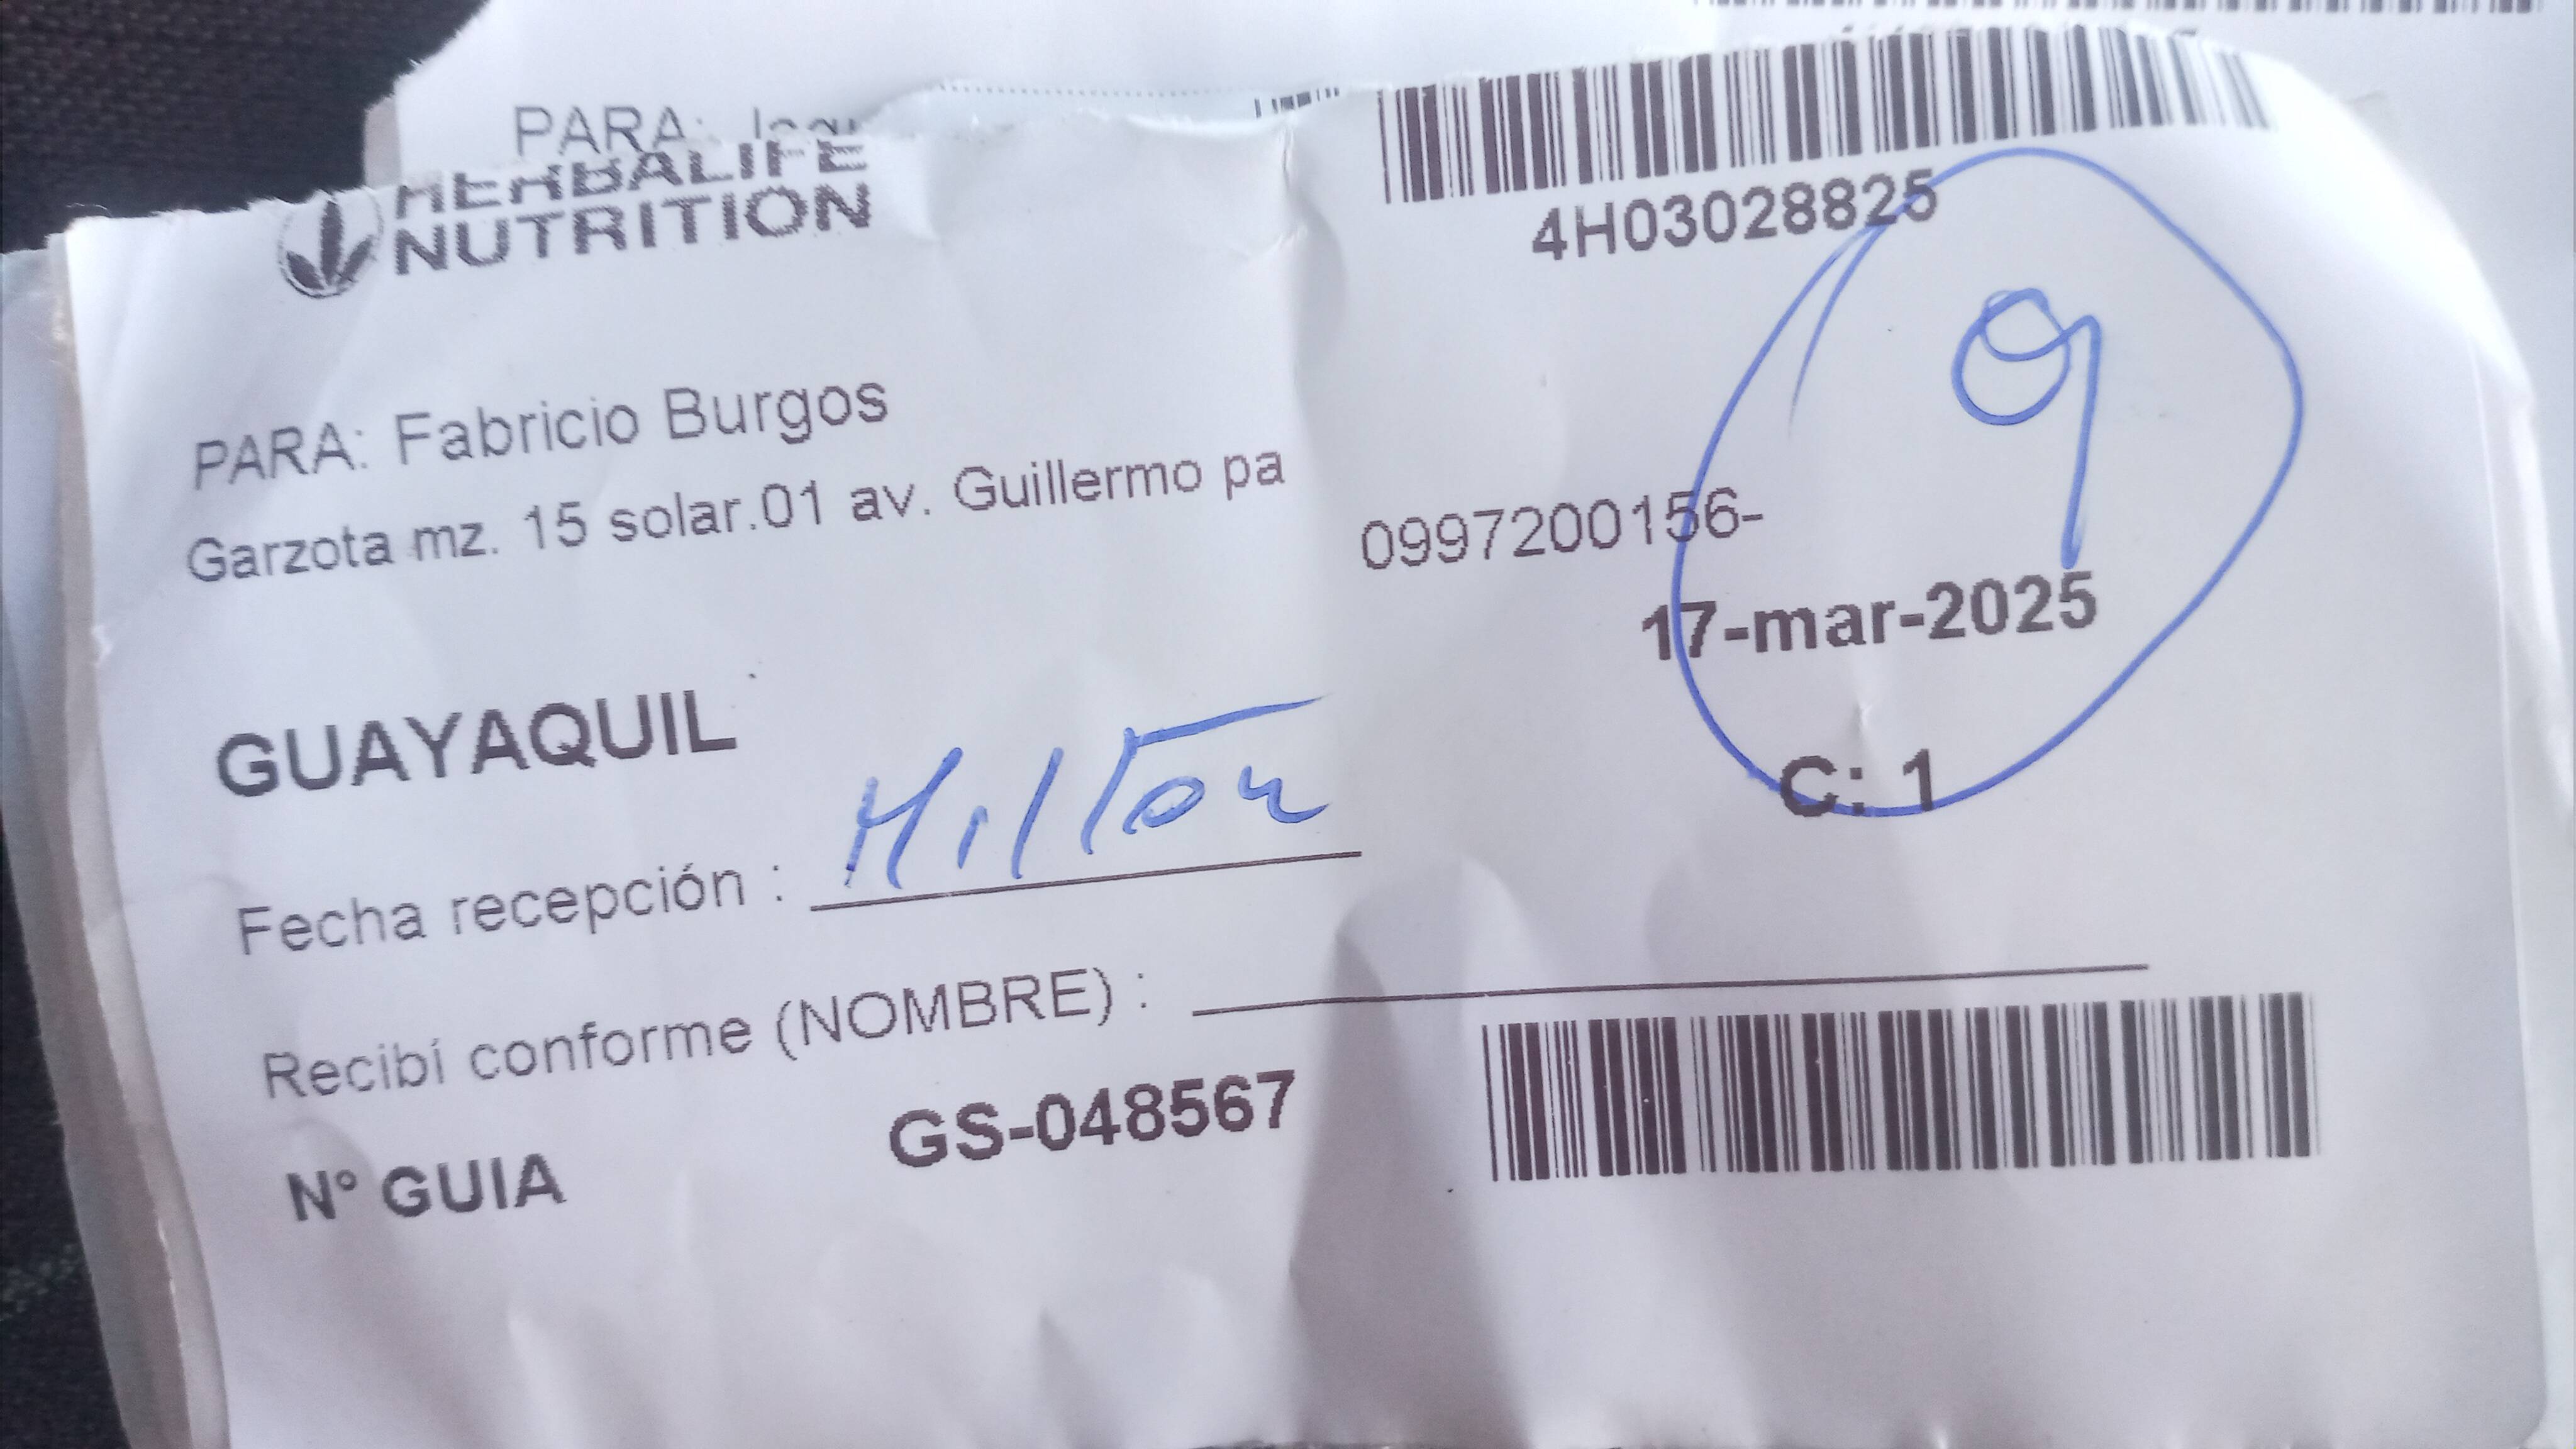 PARA:
HERBALIFE
NUTRITION
4H03028825
9
PARA: Fabricio Burgos
Garzota mz. 15 solar.01 av. Guillermo pa
0997200156-
17-mar-2025
GUAYAQUIL
C: 1
Fecha recepción : Milton
Recibí conforme (NOMBRE) :
N° GUIA GS-048567